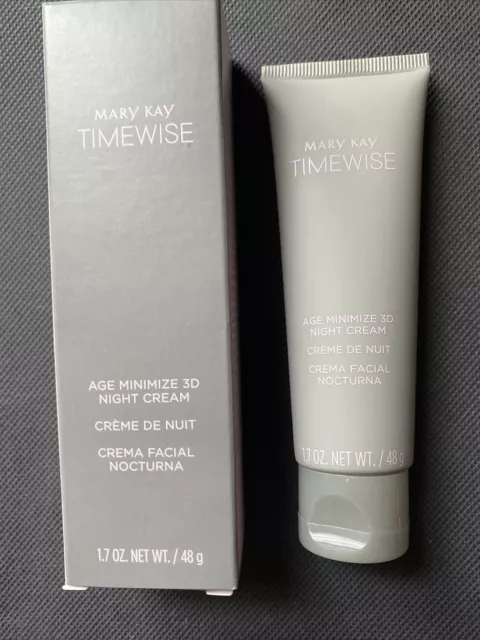 MARY KAY
TIMEWISE
AGE MINIMIZE 3D
NIGHT CREAM
CRÈME DE NUIT
CREMA FACIAL
NOCTURNA
1.7 OZ. NET WT. / 48 g
MARY KAY
TIMEWISE
AGE MINIMIZE 3D
NIGHT CREAM
CRÈME DE NUIT
CREMA FACIAL
NOCTURNA
1.7 OZ. NET WT. / 48 g